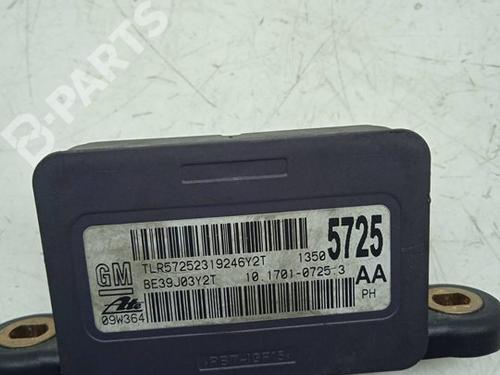 B-PARTS
GM
TLR57252319246Y2T
1350 5725
BE39J03Y2T
10.1701-0725.3
AA
Ate
09W364
PH